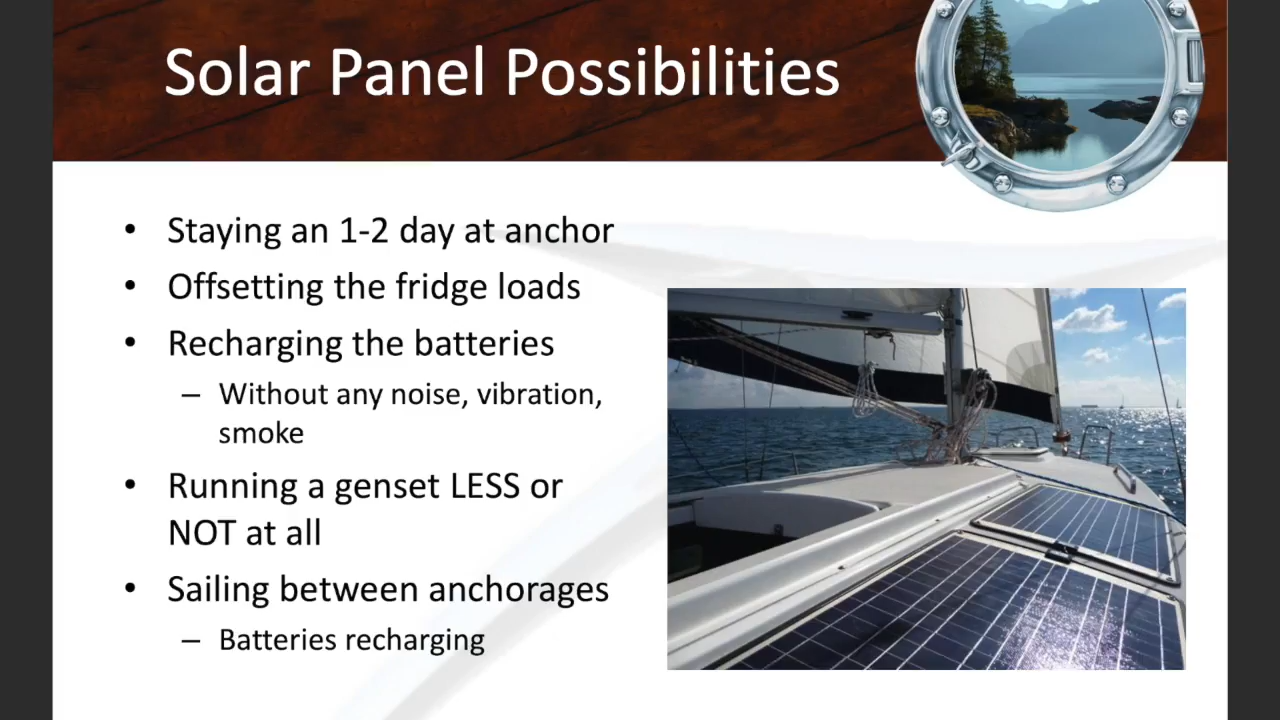 Solar Panel Possibilities
• Staying an 1-2 day at anchor
• Offsetting the fridge loads
• Recharging the batteries
– Without any noise, vibration,
smoke
• Running a genset LESS or
NOT at all
• Sailing between anchorages
– Batteries recharging